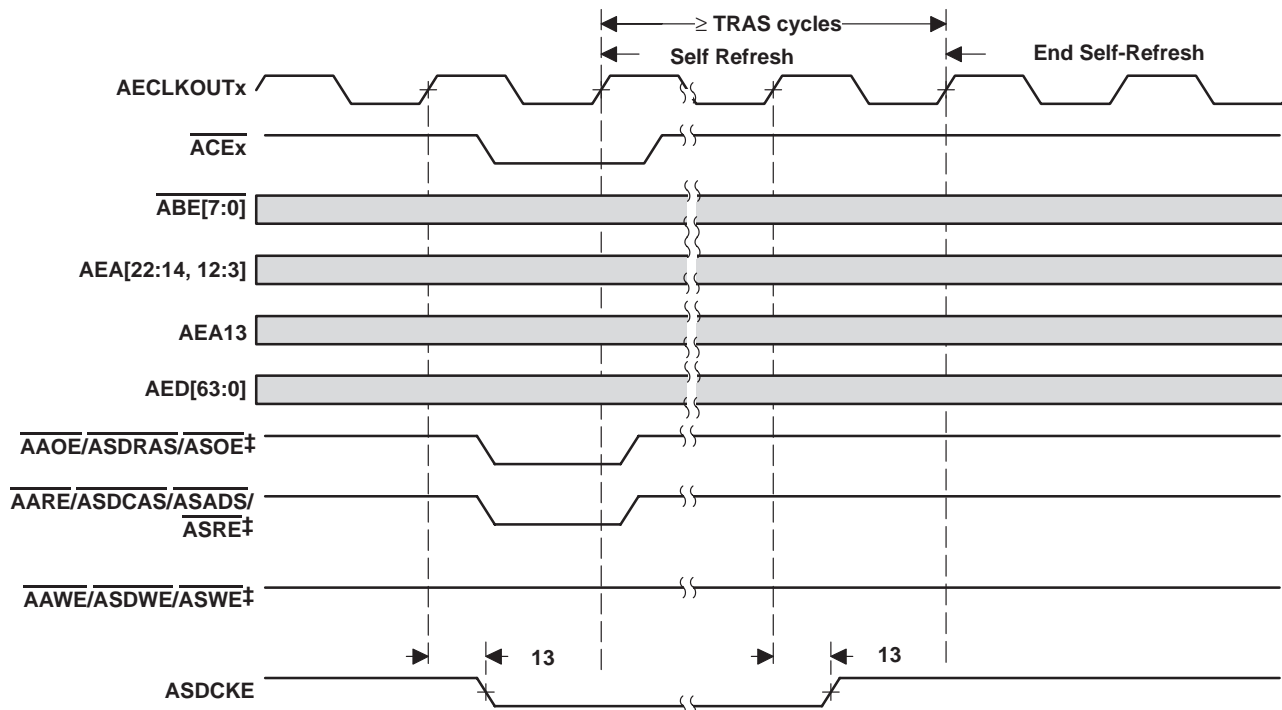 ≥ TRAS cycles
Self Refresh
End Self-Refresh
AECLKOUTx
ACEx
ABE[7:0]
AEA[22:14, 12:3]
AEA13
AED[63:0]
AAOE/ASDRAS/ASOE‡
AARE/ASDCAS/ASADS/
ASRE‡
AAWE/ASDWE/ASWE‡
13
13
ASDCKE